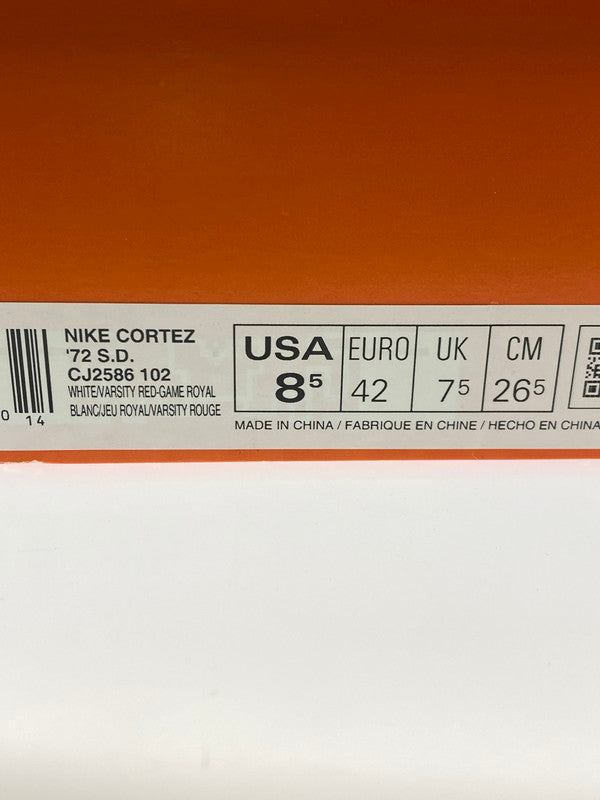 NIKE CORTEZ
'72 S.D.
CJ2586 102
WHITE/VARSITY RED-GAME ROYAL
BLANC/JEU ROYAL/VARSITY ROUGE
0 14
USA EURO UK CM
8⁵ 42 7⁵ 26⁵
MADE IN CHINA / FABRIQUE EN CHINE / HECHO EN CHINA